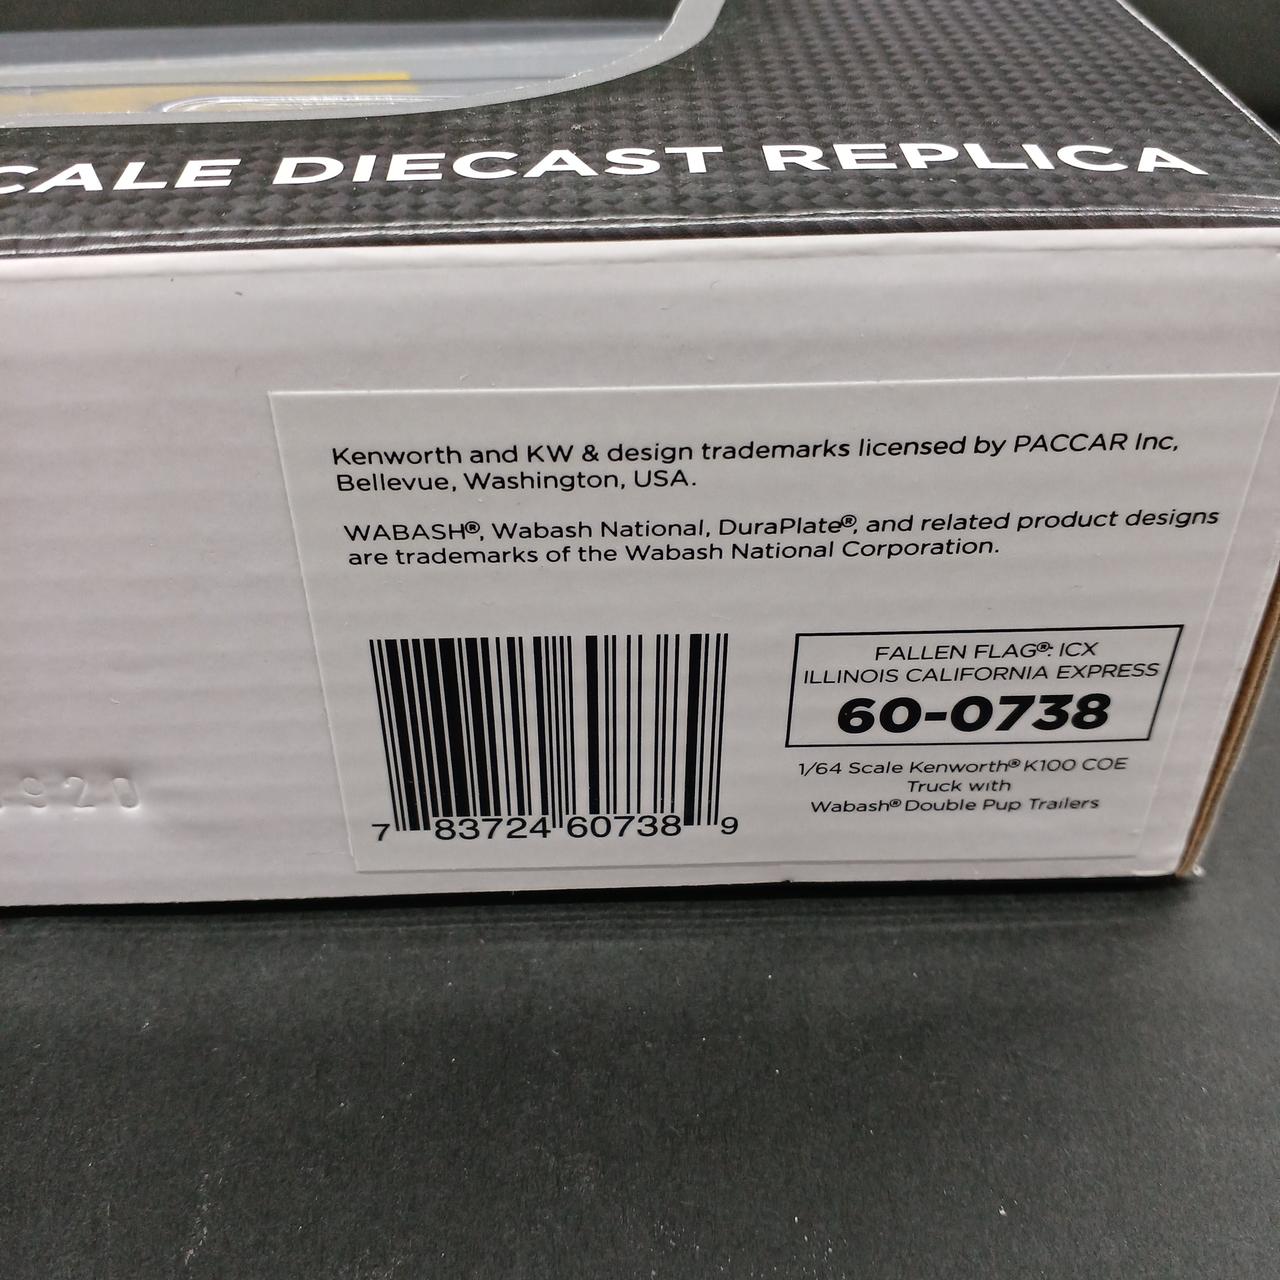 CALE DIECAST REPLICA
Kenworth and KW & design trademarks licensed by PACCAR Inc,
Bellevue, Washington, USA.
WABASH®, Wabash National, DuraPlate®, and related product designs
are trademarks of the Wabash National Corporation.
FALLEN FLAG®: ICX
ILLINOIS CALIFORNIA EXPRESS
60-0738
1/64 Scale Kenworth® K100 COE
Truck with
Wabash® Double Pup Trailers
7 83724 60738 9
920